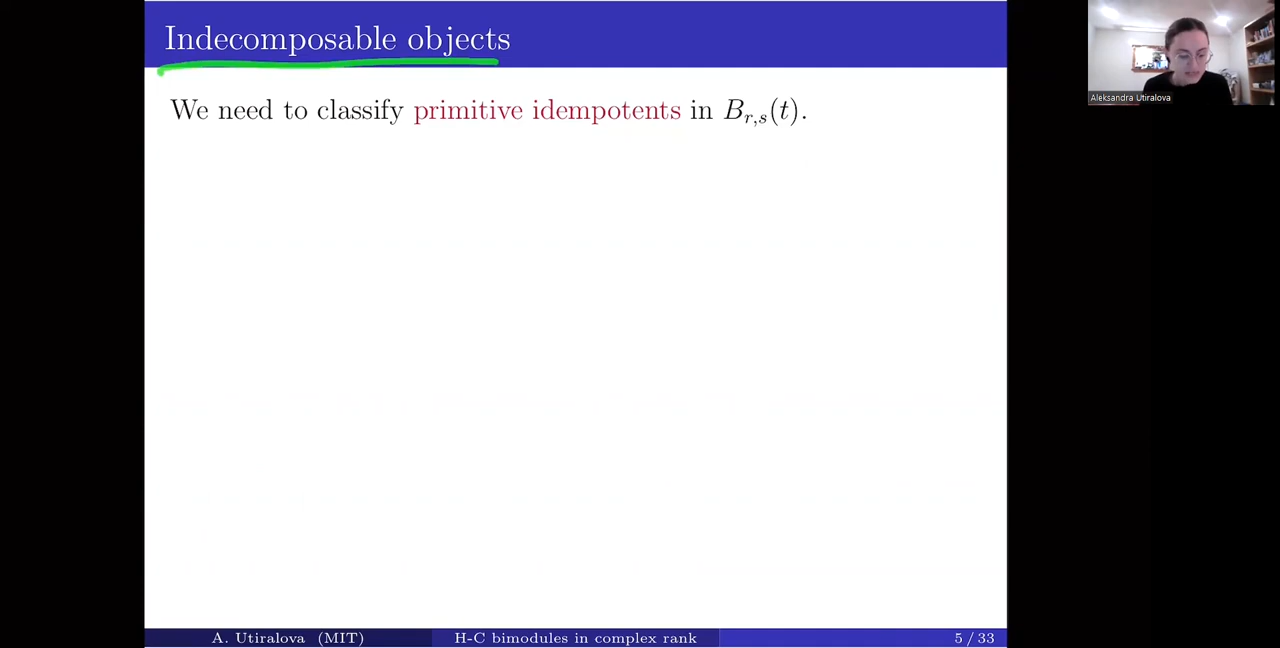 Indecomposable objects
We need to classify primitive idempotents in B_{r,s}(t).
Aleksandra Utiralova
A. Utiralova (MIT)
H-C bimodules in complex rank
5 / 33